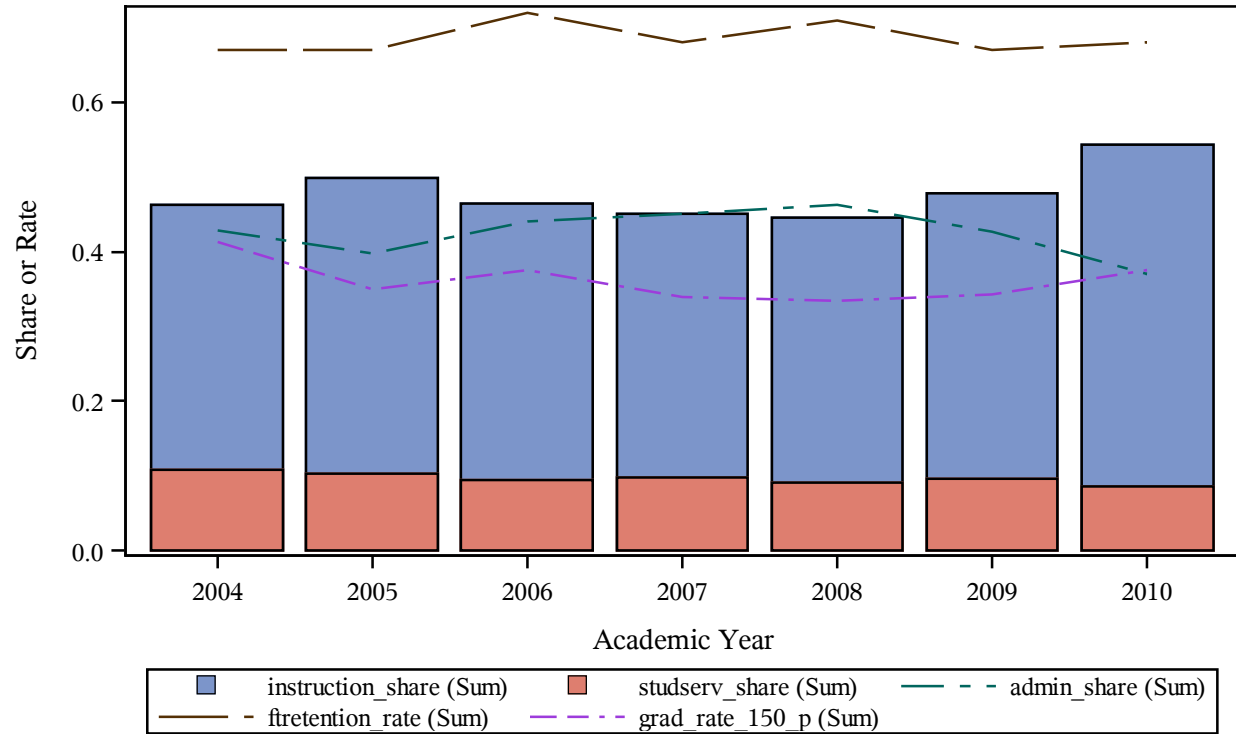 Share or Rate
0.6
0.4
0.2
0.0
2004 2005 2006 2007 2008 2009 2010
Academic Year
instruction_share (Sum) studserv_share (Sum) admin_share (Sum)
ftretention_rate (Sum) grad_rate_150_p (Sum)